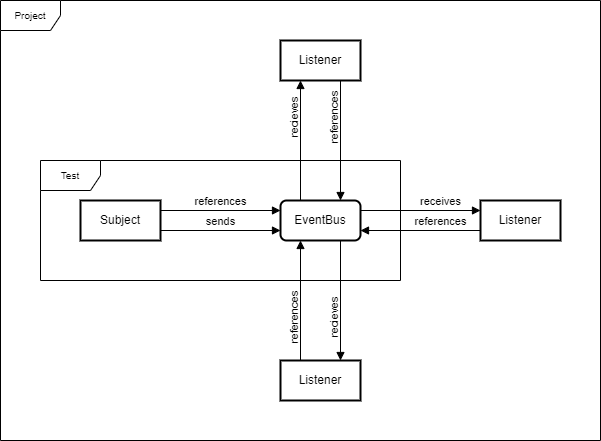 Project
Listener
recieves
references
Test
references
receives
Subject
EventBus
Listener
sends
references
references
recieves
Listener